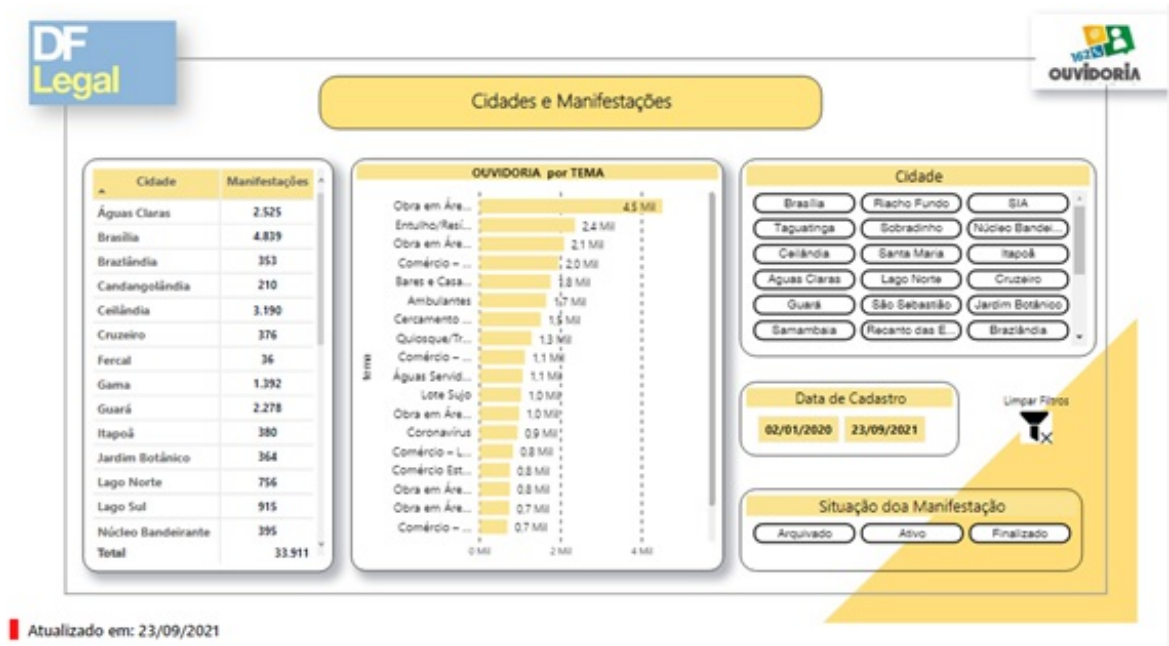 DF
Legal
162
OUVIDORIA
Cidades e Manifestações
Cidade Manifestações
Águas Claras 2.525
Brasília 4.839
Brazlândia 353
Candangolândia 210
Ceilândia 3.190
Cruzeiro 376
Fercal 36
Gama 1.392
Guará 2.278
Itapoã 380
Jardim Botânico 364
Lago Norte 756
Lago Sul 915
Núcleo Bandeirante 395
Total 33.911
OUVIDORIA por TEMA
tema
Obra em Áre... 4,5 Mil
Entulho/Resí... 2,4 Mil
Obra em Áre... 2,1 Mil
Comércio – ... 2,0 Mil
Bares e Casa... 1,8 Mil
Ambulantes 1,7 Mil
Cercamento ... 1,5 Mil
Quiosque/Tr... 1,3 Mil
Comércio – ... 1,1 Mil
Águas Servid... 1,1 Mil
Lote Sujo 1,0 Mil
Obra em Áre... 1,0 Mil
Coronavírus 0,9 Mil
Comércio – L... 0,8 Mil
Comércio Est... 0,8 Mil
Obra em Áre... 0,8 Mil
Obra em Áre... 0,7 Mil
Comércio – ... 0,7 Mil
0 Mil 2 Mil 4 Mil
Cidade
Brasília Riacho Fundo SIA
Taguatinga Sobradinho Núcleo Bandei...
Ceilândia Santa Maria Itapoã
Águas Claras Lago Norte Cruzeiro
Guará São Sebastião Jardim Botânico
Samambaia Recanto das E... Brazlândia
Data de Cadastro
02/01/2020 23/09/2021
Limpar Filtros
Situação doa Manifestação
Arquivado Ativo Finalizado
Atualizado em: 23/09/2021